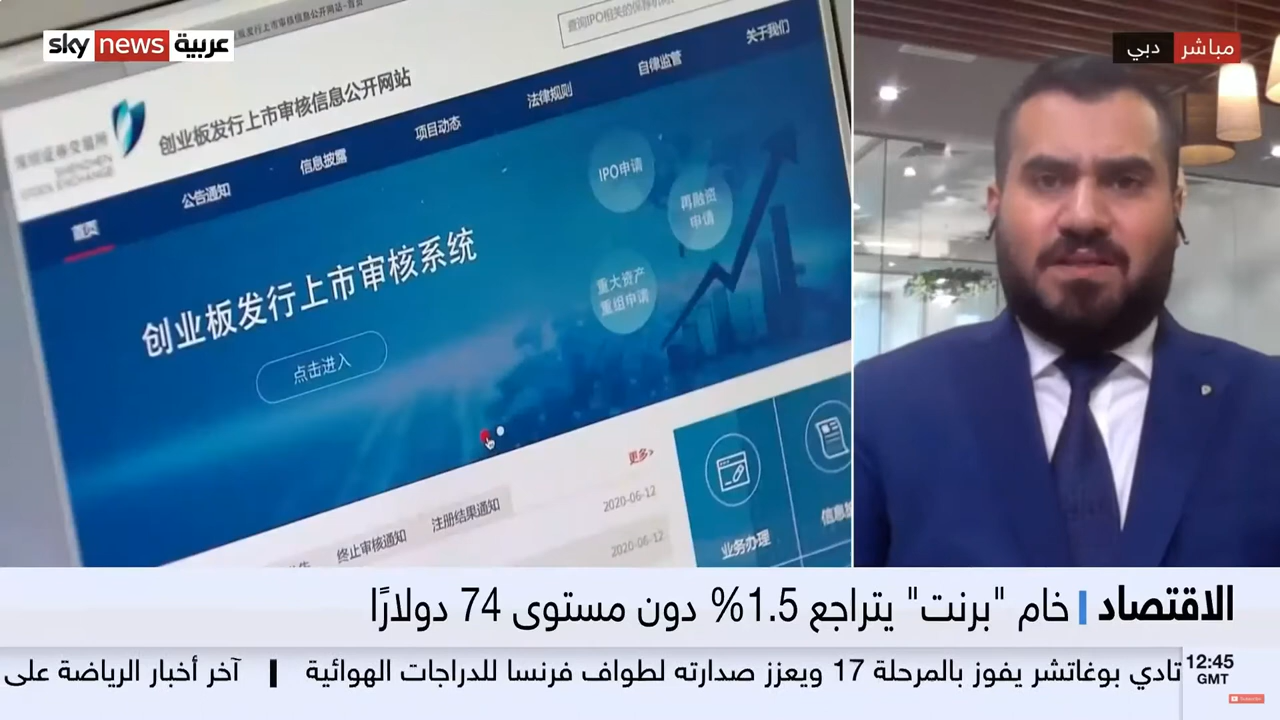 sky news عربية
مباشر دبي
创业板发行上市审核信息公开网站
首页 公告通知 信息披露 项目动态 法律规则 自律监管 关于我们
创业板发行上市审核系统
点击进入
IPO申请
再融资
申请
重大资产
重组申请
更多>
终止审核通知 注册结果通知
2020-06-12
2020-06-12
业务办理
الاقتصاد | خام "برنت" يتراجع 1.5% دون مستوى 74 دولارًا
تادي بوغاتشر يفوز بالمرحلة 17 ويعزز صدارته لطواف فرنسا للدراجات الهوائية | آخر أخبار الرياضة على
12:45
GMT